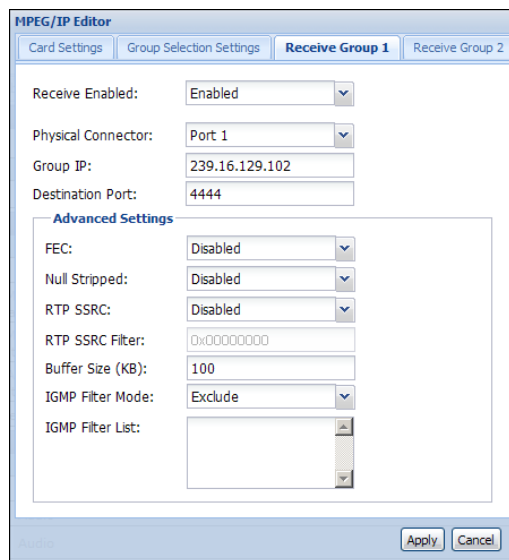 MPEG/IP Editor
Card Settings Group Selection Settings Receive Group 1 Receive Group 2
Receive Enabled: Enabled
Physical Connector: Port 1
Group IP: 239.16.129.102
Destination Port: 4444
Advanced Settings
FEC: Disabled
Null Stripped: Disabled
RTP SSRC: Disabled
RTP SSRC Filter: 0x00000000
Buffer Size (KB): 100
IGMP Filter Mode: Exclude
IGMP Filter List:
Audio Apply Cancel